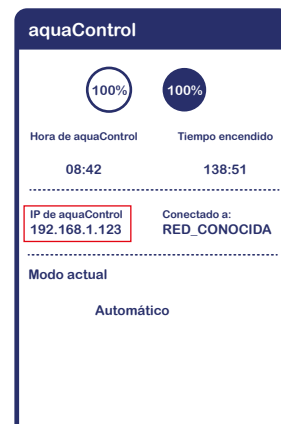 aquaControl
100% 100%
Hora de aquaControl Tiempo encendido
08:42 138:51
IP de aquaControl Conectado a:
192.168.1.123 RED_CONOCIDA
Modo actual
Automático